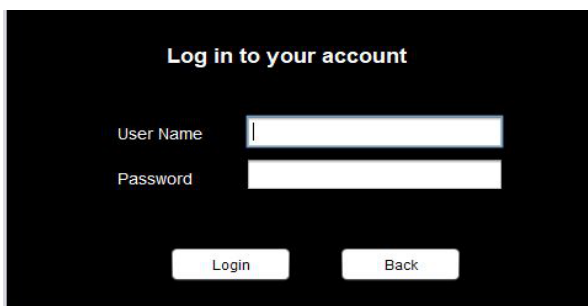 Log in to your account
User Name
Password
Login
Back